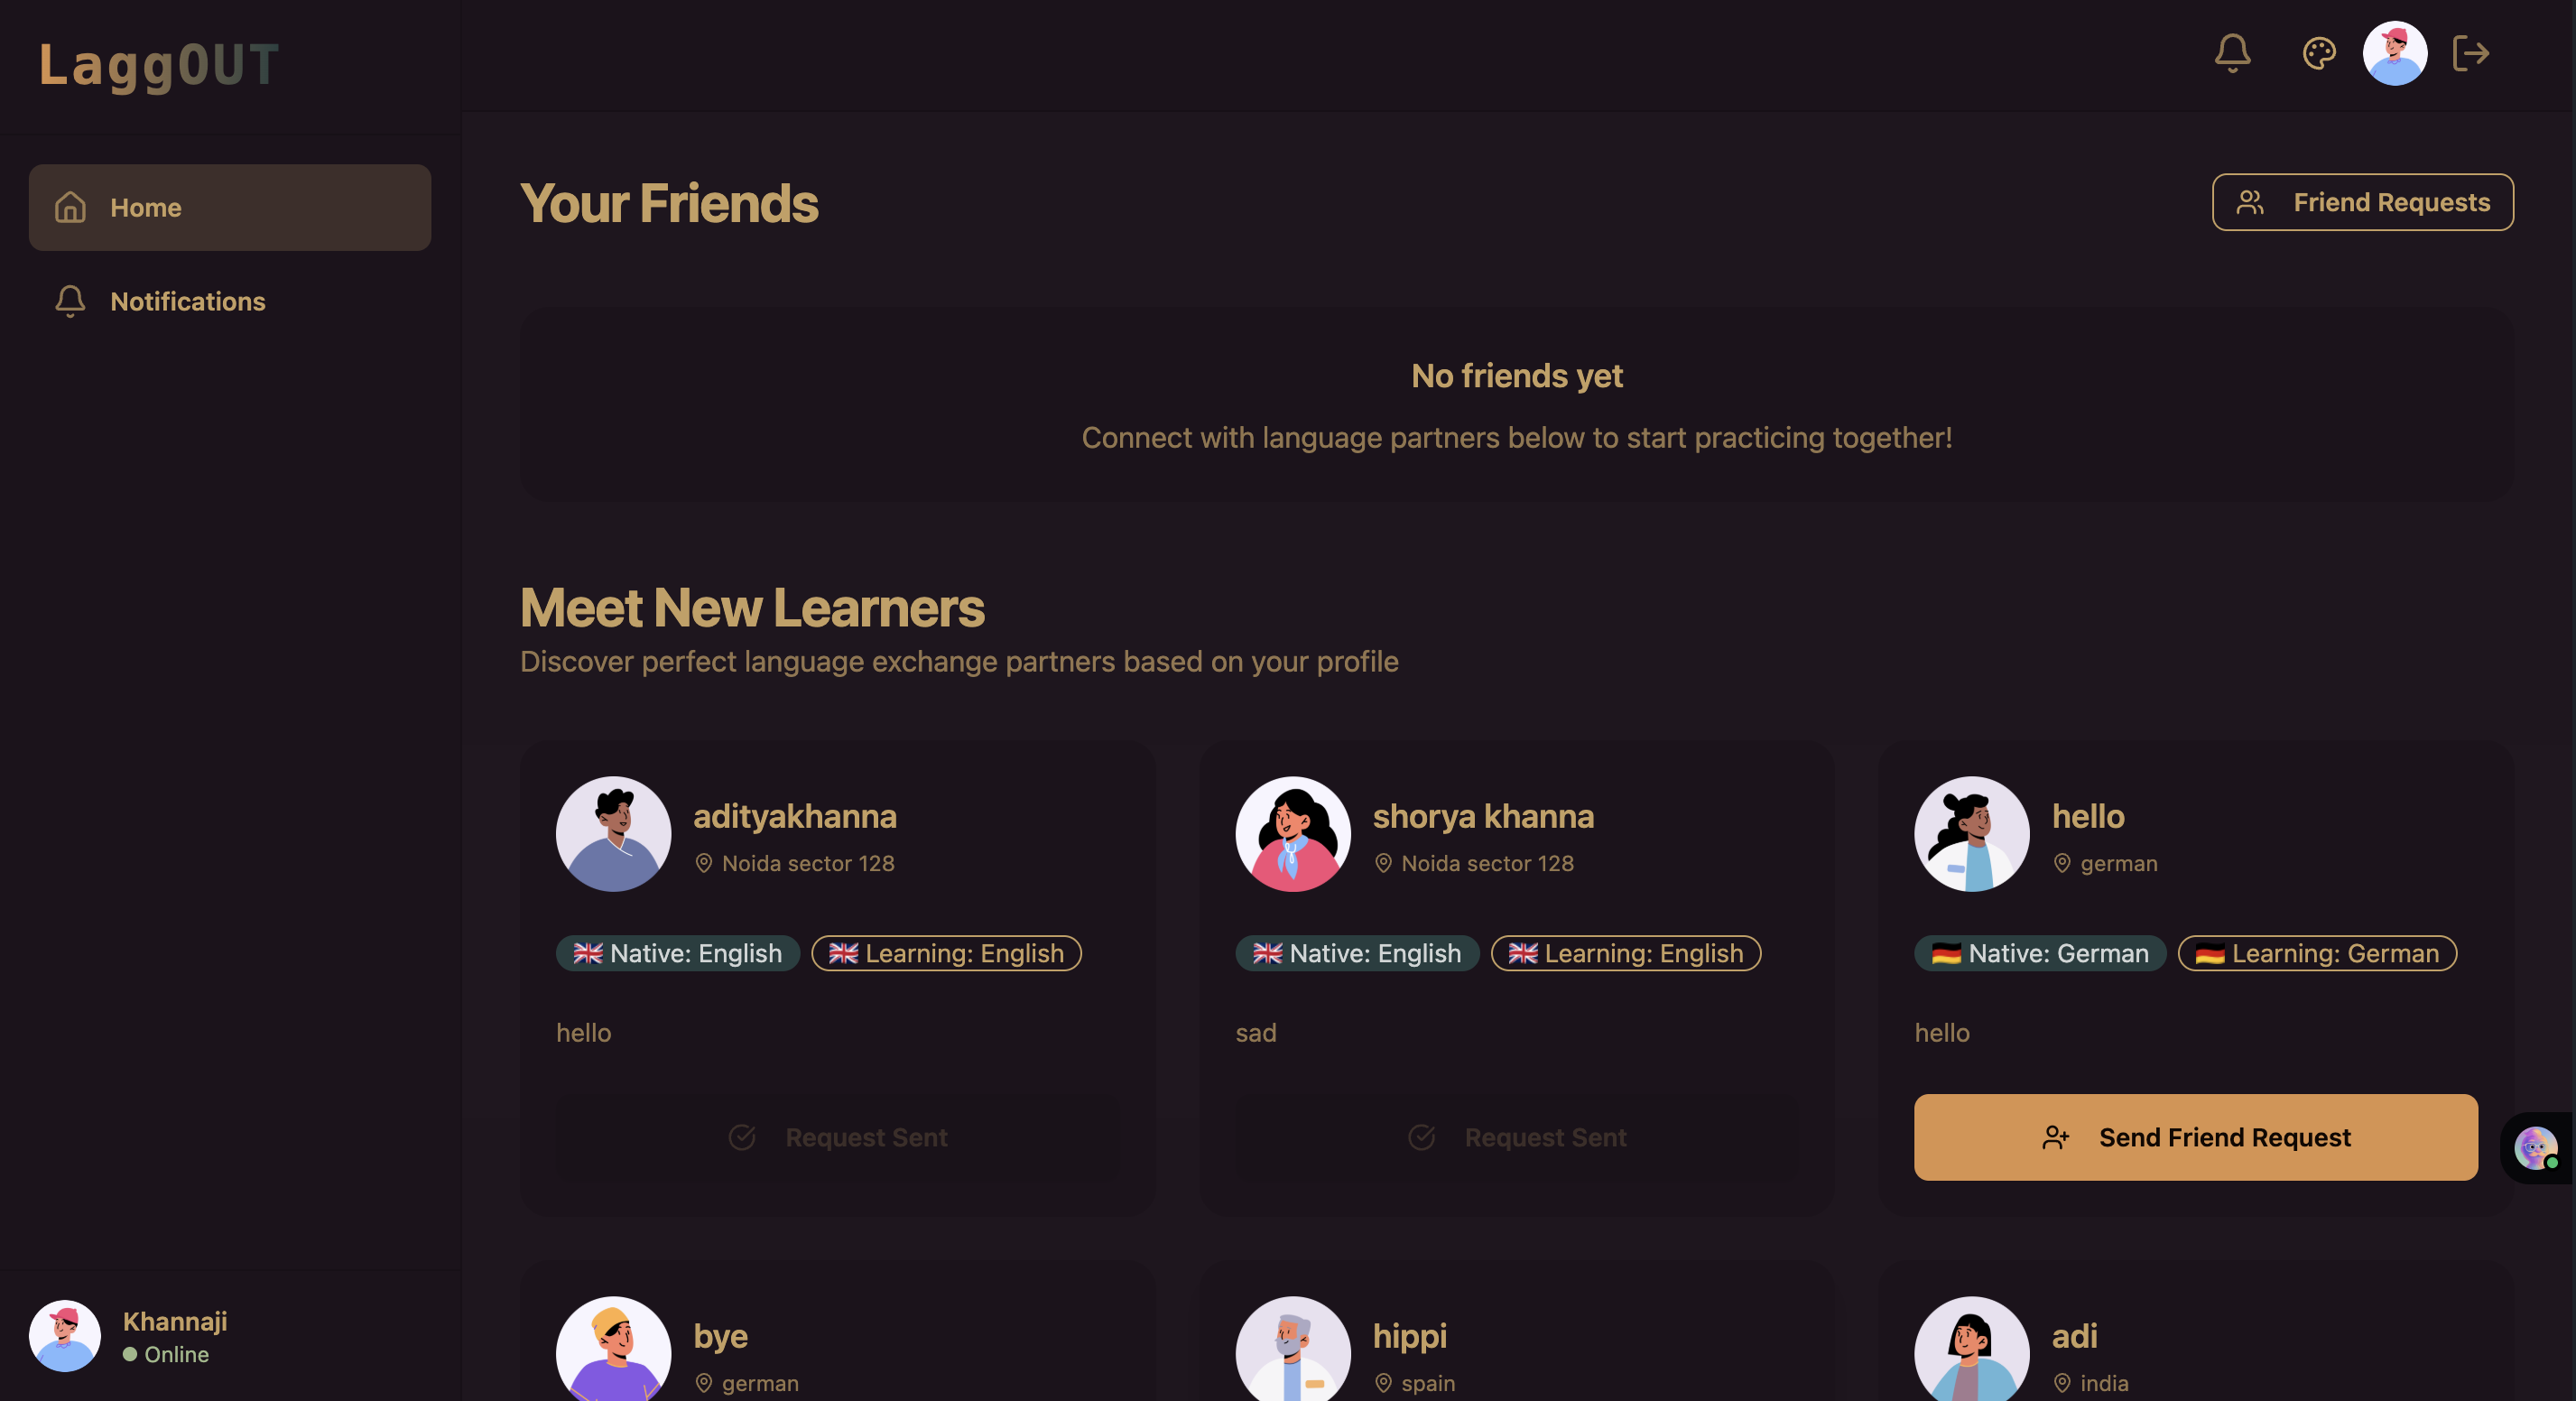 LaggOUT
Home
Notifications
Your Friends
Friend Requests
No friends yet
Connect with language partners below to start practicing together!
Meet New Learners
Discover perfect language exchange partners based on your profile
adityakhanna
Noida sector 128
Native: English
Learning: English
hello
Request Sent
shorya khanna
Noida sector 128
Native: English
Learning: English
sad
Request Sent
hello
german
Native: German
Learning: German
hello
Send Friend Request
bye
german
hippi
spain
adi
india
Khannaji
Online